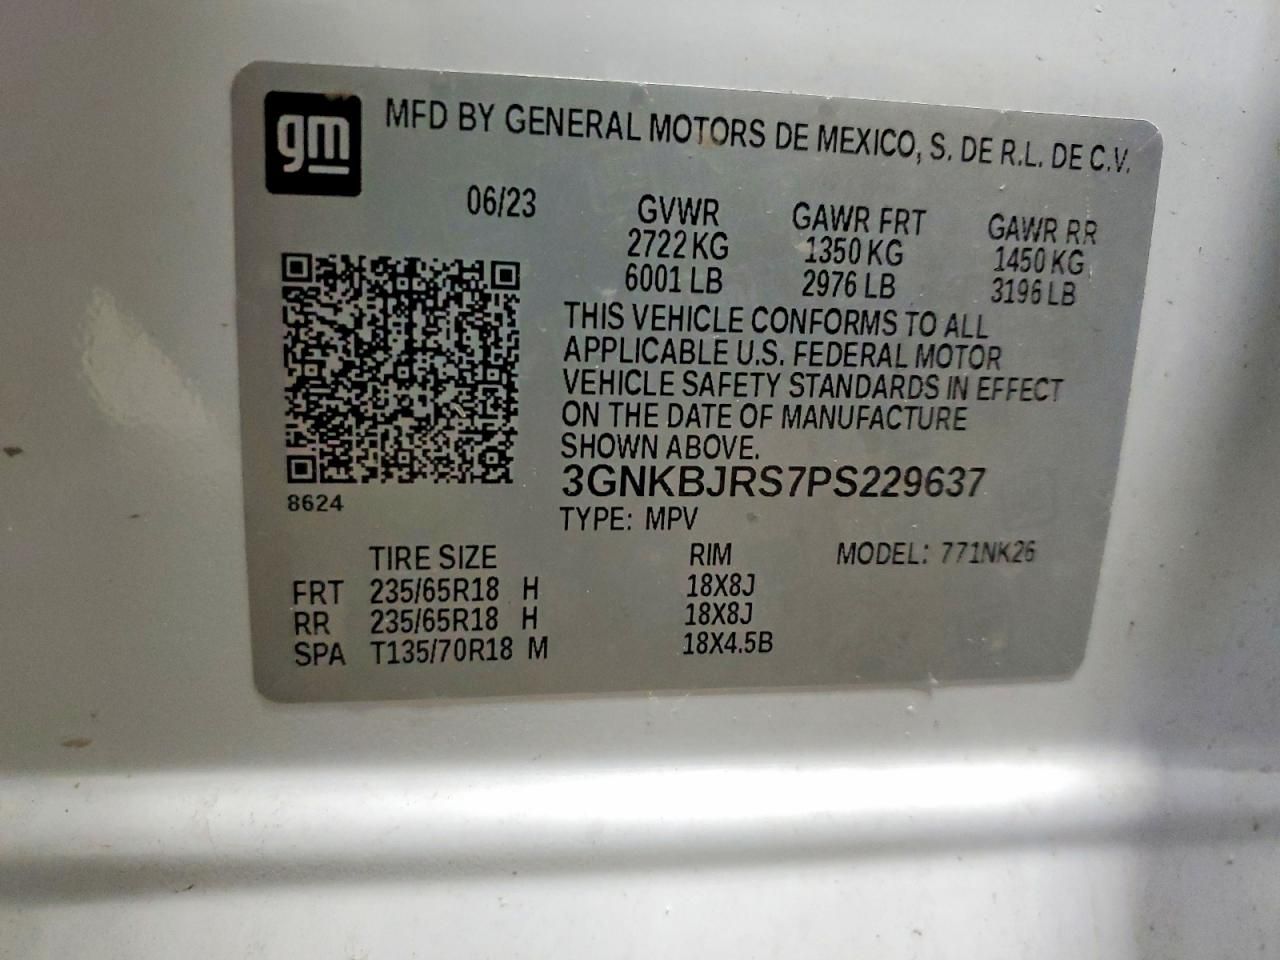 gm
MFD BY GENERAL MOTORS DE MEXICO, S. DE R.L. DE C.V.
06/23 GVWR GAWR FRT GAWR RR
2722 KG 1350 KG 1450 KG
6001 LB 2976 LB 3196 LB
THIS VEHICLE CONFORMS TO ALL
APPLICABLE U.S. FEDERAL MOTOR
VEHICLE SAFETY STANDARDS IN EFFECT
ON THE DATE OF MANUFACTURE
SHOWN ABOVE.
3GNKBJRS7PS229637
8624
TYPE: MPV
TIRE SIZE RIM MODEL: 771NK26
FRT 235/65R18 H 18X8J
RR 235/65R18 H 18X8J
SPA T135/70R18 M 18X4.5B